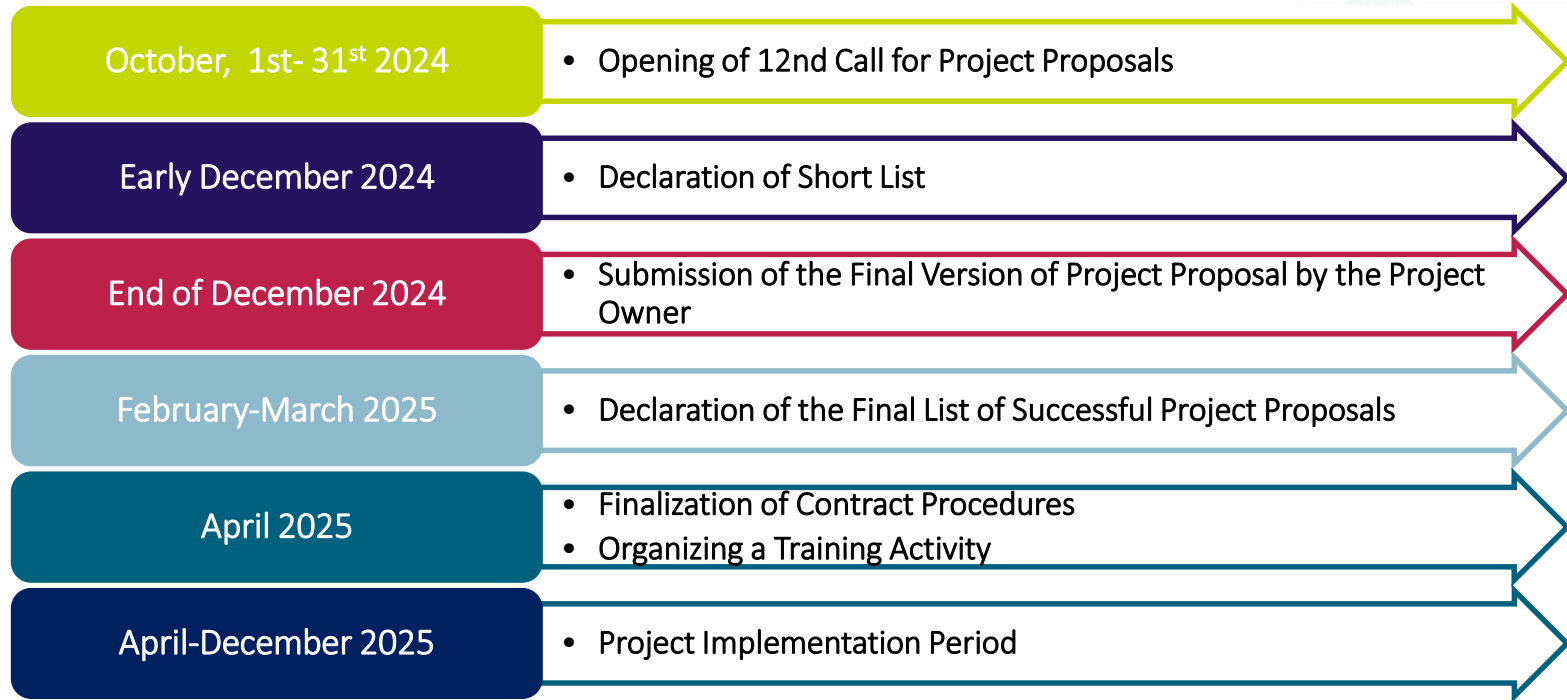 October, 1st- 31st 2024
• Opening of 12nd Call for Project Proposals
Early December 2024
• Declaration of Short List
End of December 2024
• Submission of the Final Version of Project Proposal by the Project
Owner
February-March 2025
• Declaration of the Final List of Successful Project Proposals
April 2025
• Finalization of Contract Procedures
• Organizing a Training Activity
April-December 2025
• Project Implementation Period